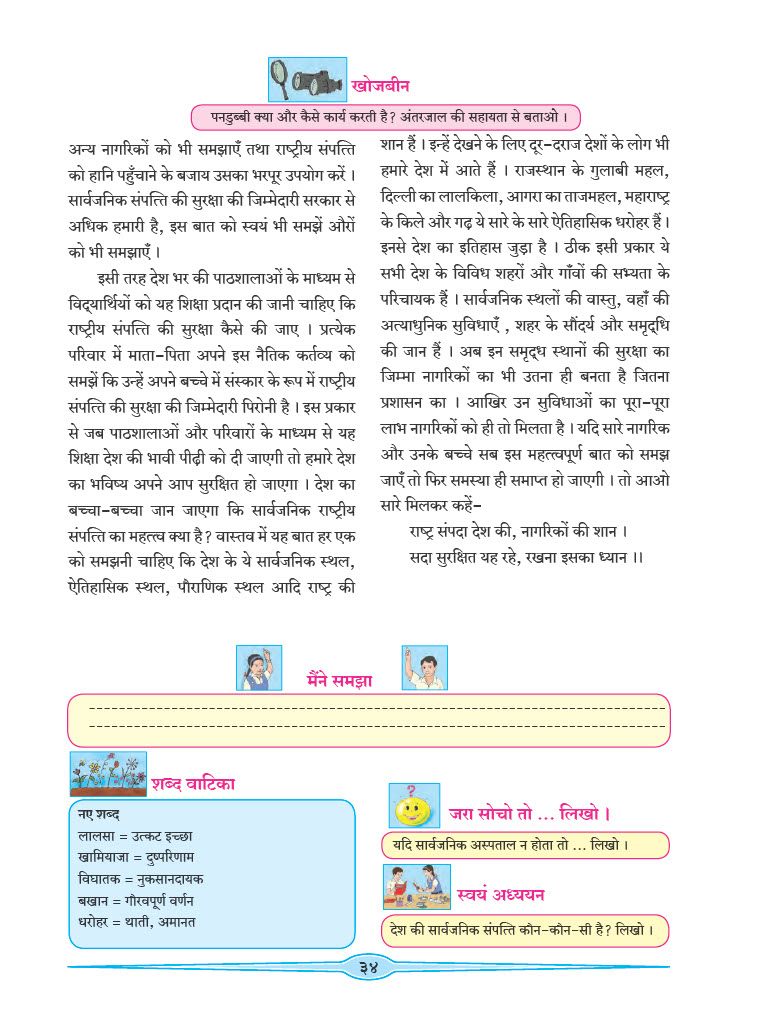 खोजबीन
पनडुब्बी क्या और कैसे कार्य करती है? अंतरजाल की सहायता से बताओ ।
अन्य नागरिकों को भी समझाएँ तथा राष्ट्रीय संपत्ति
को हानि पहुँचाने के बजाय उसका भरपूर उपयोग करें ।
सार्वजनिक संपत्ति की सुरक्षा की जिम्मेदारी सरकार से
अधिक हमारी है, इस बात को स्वयं भी समझें औरों
को भी समझाएँ ।
इसी तरह देश भर की पाठशालाओं के माध्यम से
विद्यार्थियों को यह शिक्षा प्रदान की जानी चाहिए कि
राष्ट्रीय संपत्ति की सुरक्षा कैसे की जाए । प्रत्येक
परिवार में माता-पिता अपने इस नैतिक कर्तव्य को
समझें कि उन्हें अपने बच्चे में संस्कार के रूप में राष्ट्रीय
संपत्ति की सुरक्षा की जिम्मेदारी पिरोनी है । इस प्रकार
से जब पाठशालाओं और परिवारों के माध्यम से यह
शिक्षा देश की भावी पीढ़ी को दी जाएगी तो हमारे देश
का भविष्य अपने आप सुरक्षित हो जाएगा । देश का
बच्चा-बच्चा जान जाएगा कि सार्वजनिक राष्ट्रीय
संपत्ति का महत्त्व क्या है? वास्तव में यह बात हर एक
को समझनी चाहिए कि देश के ये सार्वजनिक स्थल,
ऐतिहासिक स्थल, पौराणिक स्थल आदि राष्ट्र की
शान हैं । इन्हें देखने के लिए दूर-दराज देशों के लोग भी
हमारे देश में आते हैं । राजस्थान के गुलाबी महल,
दिल्ली का लालकिला, आगरा का ताजमहल, महाराष्ट्र
के किले और गढ़ ये सारे के सारे ऐतिहासिक धरोहर हैं ।
इनसे देश का इतिहास जुड़ा है । ठीक इसी प्रकार ये
सभी देश के विविध शहरों और गाँवों की सभ्यता के
परिचायक हैं । सार्वजनिक स्थलों की वास्तु, वहाँ की
अत्याधुनिक सुविधाएँ , शहर के सौंदर्य और समृद्धि
की जान हैं । अब इन समृद्ध स्थानों की सुरक्षा का
जिम्मा नागरिकों का भी उतना ही बनता है जितना
प्रशासन का । आखिर उन सुविधाओं का पूरा-पूरा
लाभ नागरिकों को ही तो मिलता है । यदि सारे नागरिक
और उनके बच्चे सब इस महत्त्वपूर्ण बात को समझ
जाएँ तो फिर समस्या ही समाप्त हो जाएगी । तो आओ
सारे मिलकर कहें-
राष्ट्र संपदा देश की, नागरिकों की शान ।
सदा सुरक्षित यह रहे, रखना इसका ध्यान ।।
मैंने समझा
शब्द वाटिका
नए शब्द
लालसा = उत्कट इच्छा
खामियाजा = दुष्परिणाम
विघातक = नुकसानदायक
बखान = गौरवपूर्ण वर्णन
धरोहर = थाती, अमानत
जरा सोचो तो ... लिखो ।
यदि सार्वजनिक अस्पताल न होता तो ... लिखो ।
स्वयं अध्ययन
देश की सार्वजनिक संपत्ति कौन-कौन-सी है? लिखो ।
३४